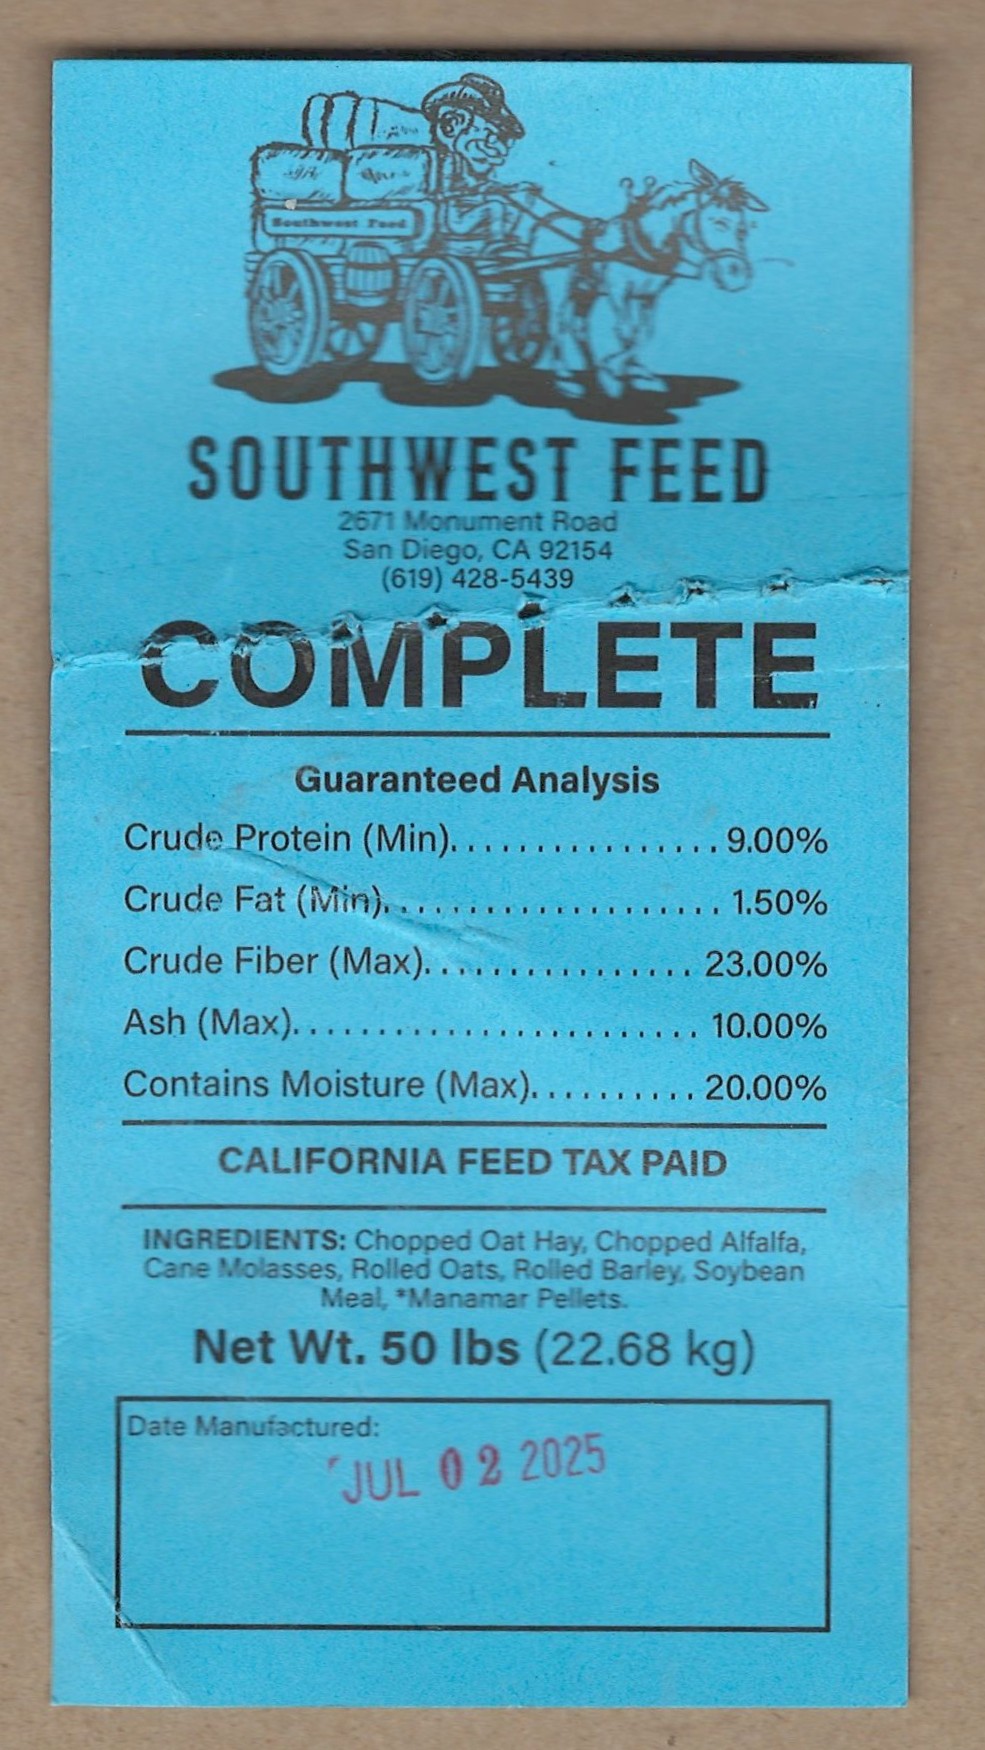 Southwest Feed
SOUTHWEST FEED
2671 Monument Road
San Diego, CA 92154
(619) 428-5439
COMPLETE
Guaranteed Analysis
Crude Protein (Min)................9.00%
Crude Fat (Min)....................1.50%
Crude Fiber (Max)................23.00%
Ash (Max)........................10.00%
Contains Moisture (Max)..........20.00%
CALIFORNIA FEED TAX PAID
INGREDIENTS: Chopped Oat Hay, Chopped Alfalfa,
Cane Molasses, Rolled Oats, Rolled Barley, Soybean
Meal, *Manamar Pellets.
Net Wt. 50 lbs (22.68 kg)
Date Manufactured:
JUL 02 2025